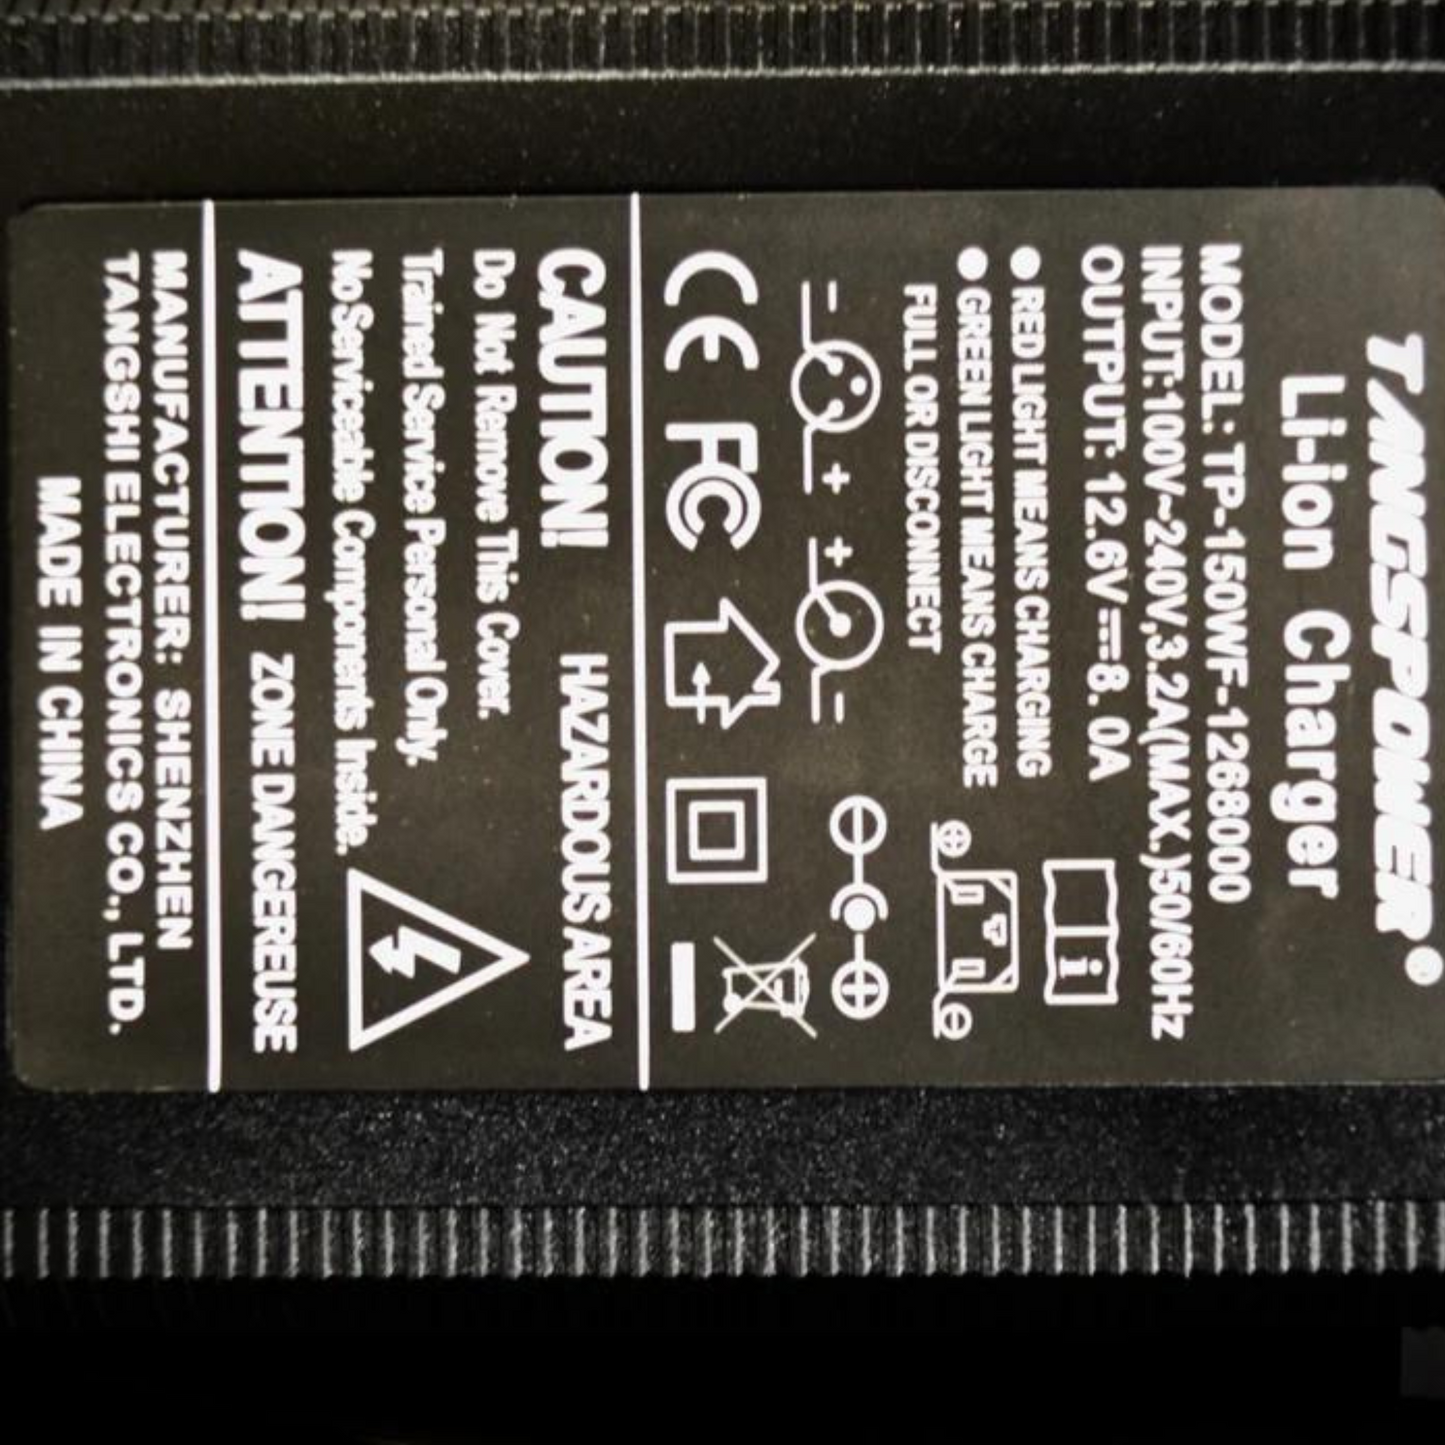 TANGSPOWER
Li-ion Charger
MODEL: TP-150WF-1268000
INPUT:100V~240V,3.2A(MAX.)50/60Hz
OUTPUT: 12.6V⎓8.0A
●RED LIGHT MEANS CHARGING
●GREEN LIGHT MEANS CHARGE
FULL OR DISCONNECT
i
- + + -
CE FC
CAUTION! HAZARDOUS AREA
Do Not Remove This Cover.
Trained Service Personal Only.
No Serviceable Components Inside.
ATTENTION! ZONE DANGEREUSE
MANUFACTURER: SHENZHEN
TANGSHI ELECTRONICS CO., LTD.
MADE IN CHINA